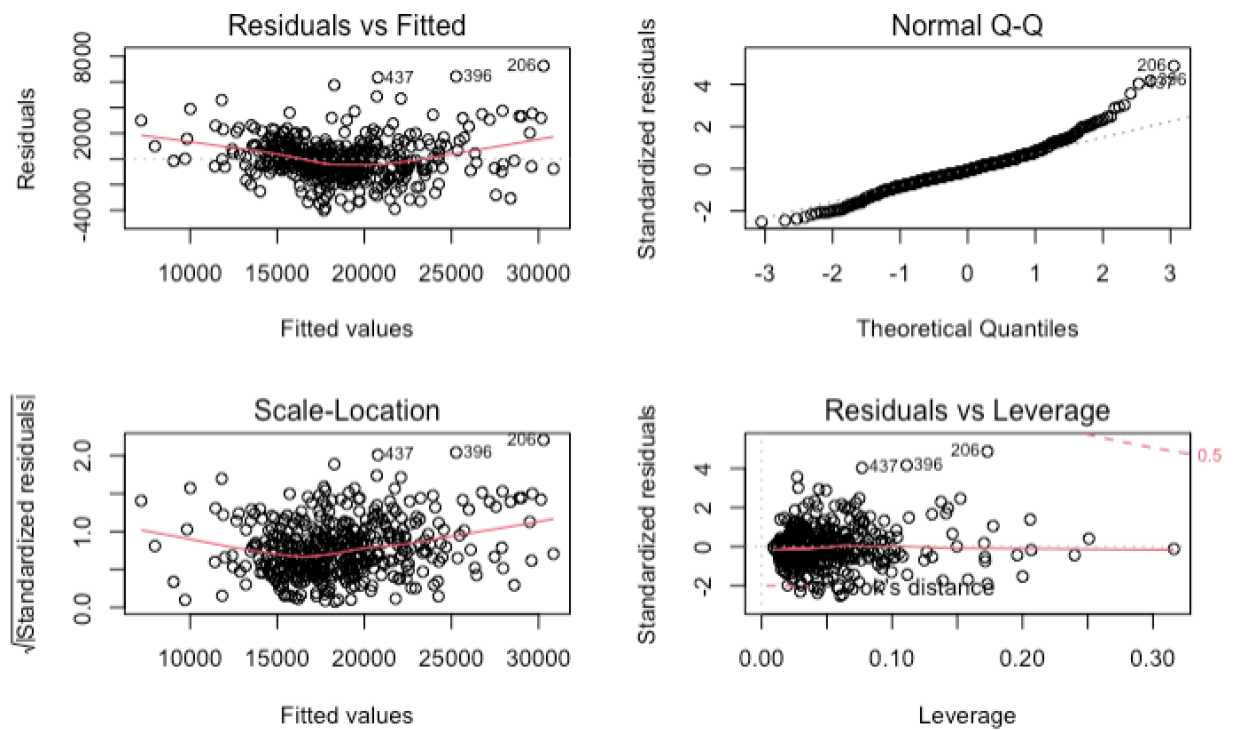 Residuals vs Fitted
Residuals
8000
2000
-4000
437
396
206
10000 15000 20000 25000 30000
Fitted values
Normal Q-Q
Standardized residuals
4
2
0
-2
206
396
437
-3 -2 -1 0 1 2 3
Theoretical Quantiles
Scale-Location
√|Standardized residuals|
2.0
1.0
0.0
437
396
206
10000 15000 20000 25000 30000
Fitted values
Residuals vs Leverage
Standardized residuals
4
2
0
-2
437
396
206
0.5
ook's distance
0.00 0.10 0.20 0.30
Leverage